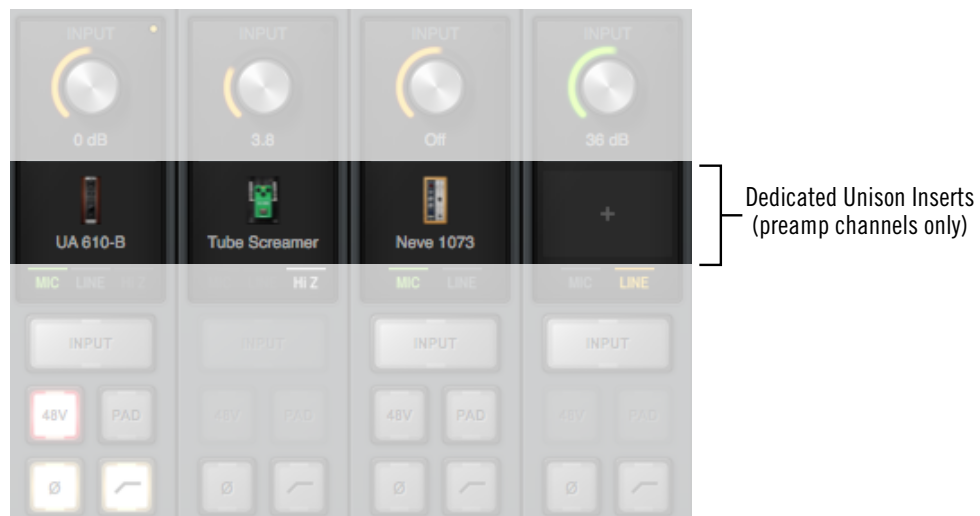 INPUT INPUT INPUT INPUT
0 dB 3.8 Off 36 dB
UA 610-B Tube Screamer Neve 1073 +
Dedicated Unison Inserts
(preamp channels only)
MIC LINE HI Z HI Z MIC LINE MIC LINE
INPUT INPUT INPUT INPUT
48V PAD 48V PAD 48V PAD 48V PAD
Ø Ø Ø Ø